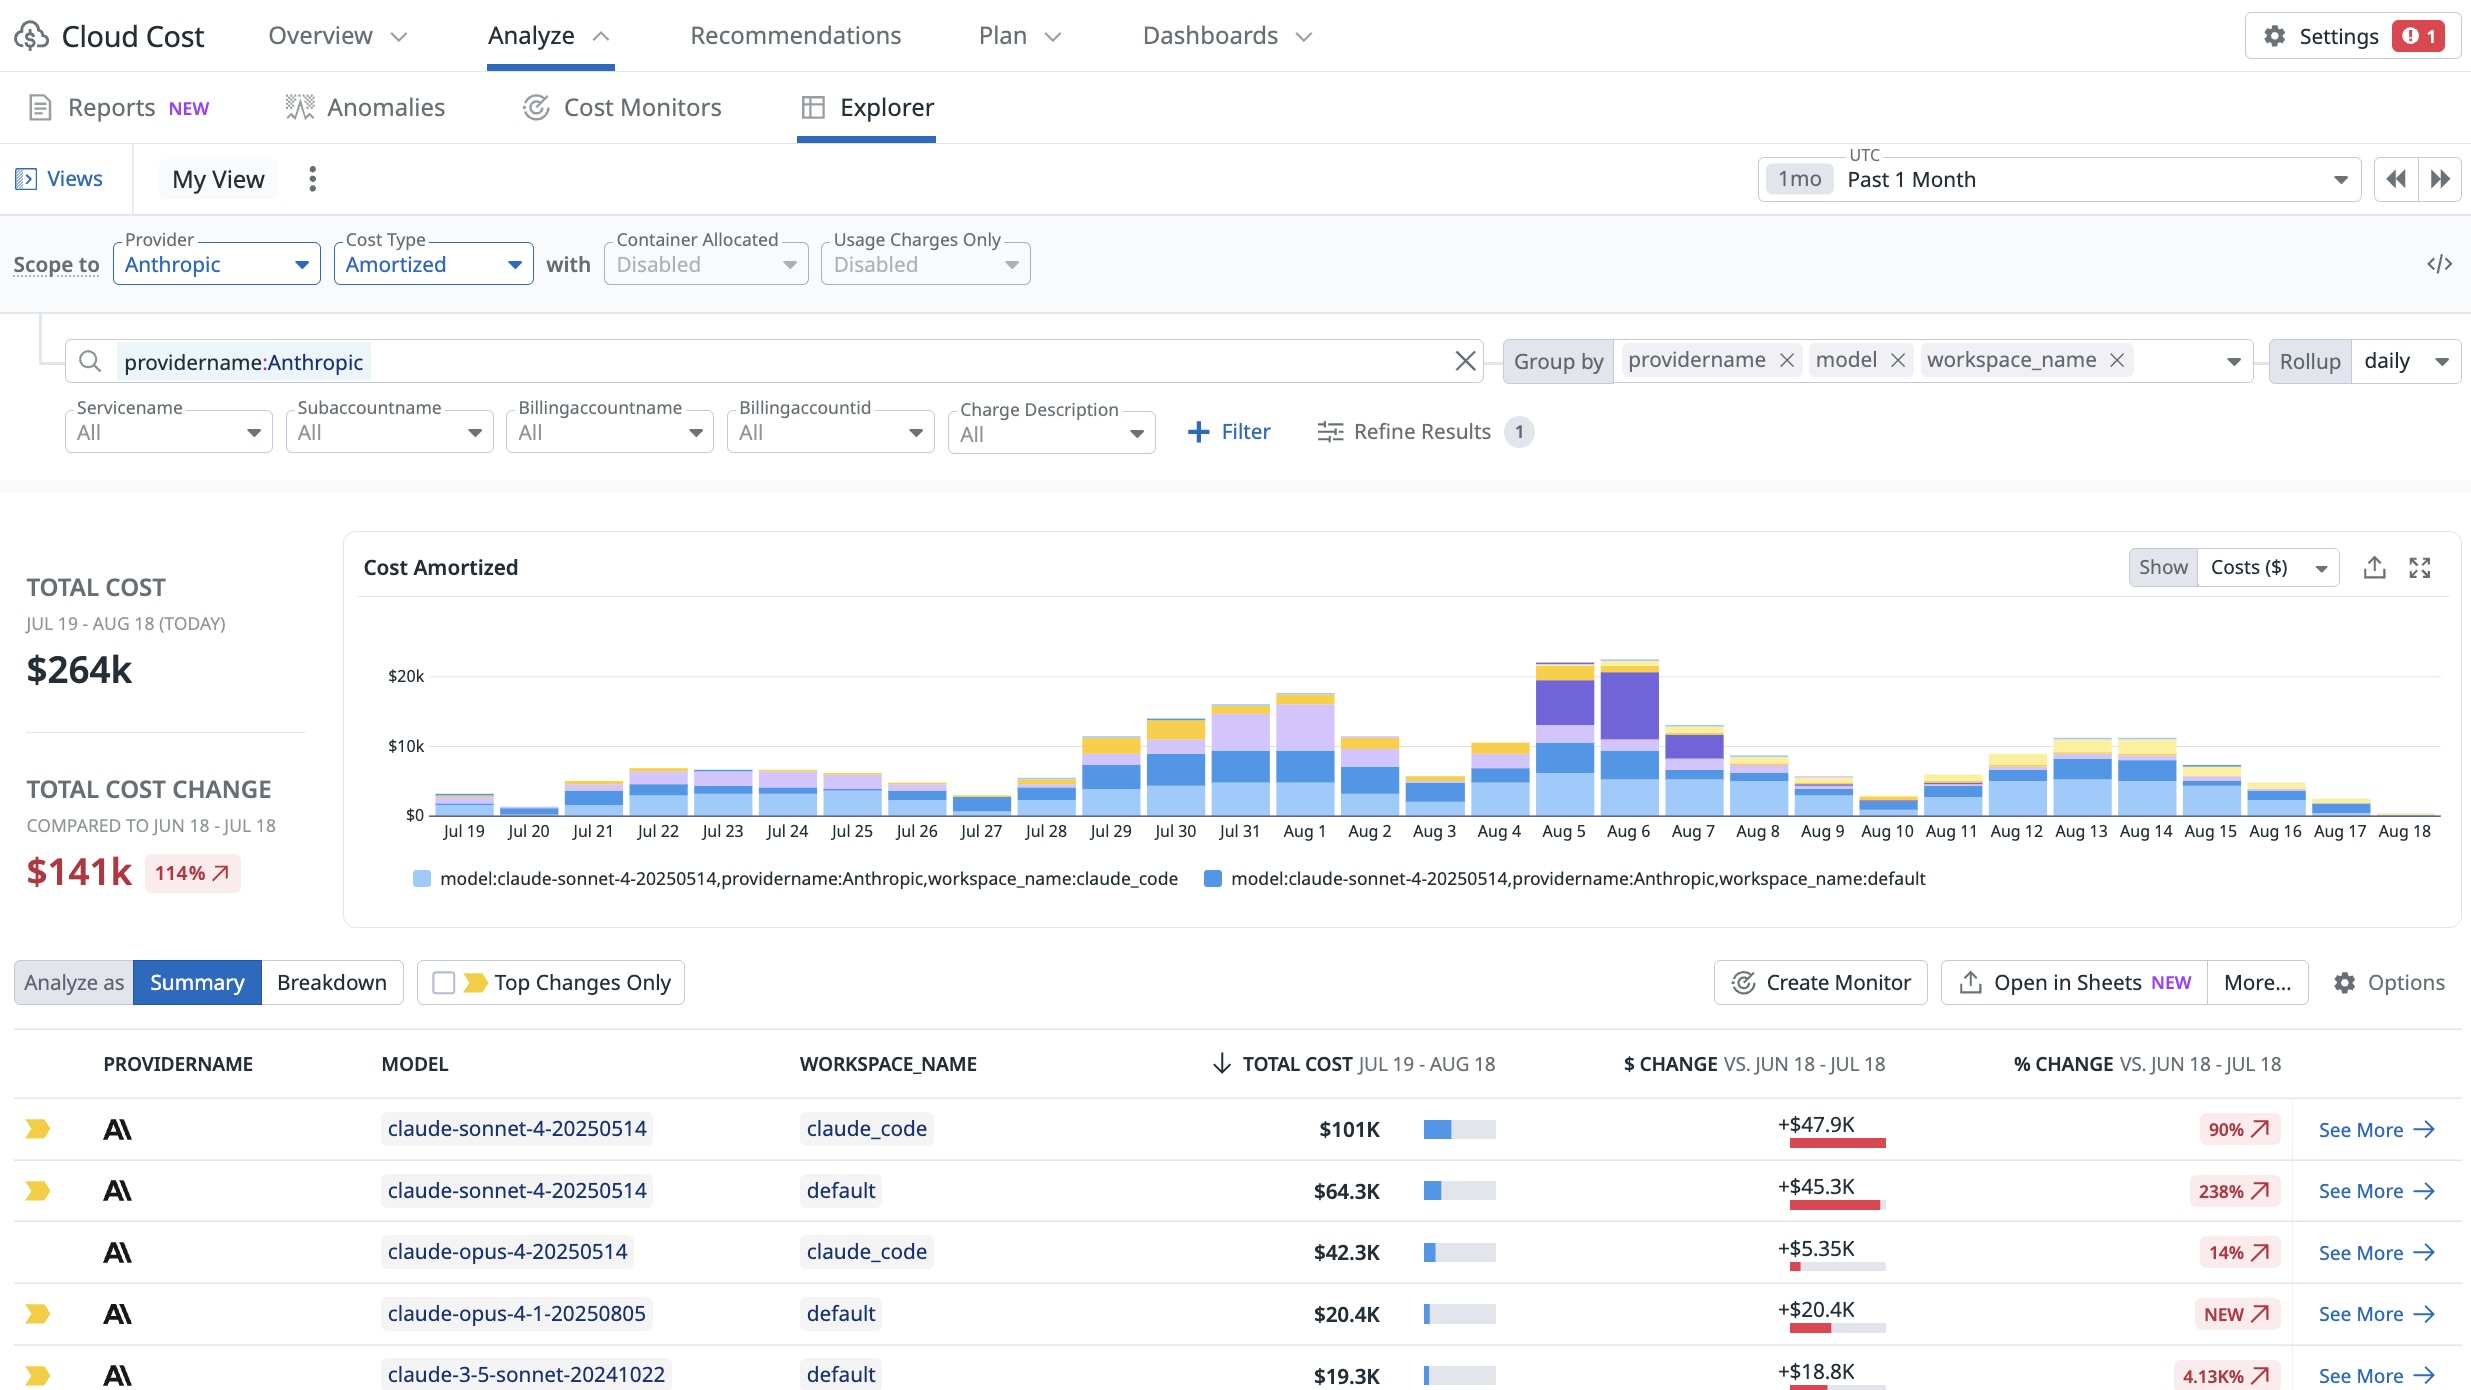 Cloud Cost Overview Analyze Recommendations Plan Dashboards Settings 1
Reports NEW Anomalies Cost Monitors Explorer
Views My View 1mo UTC Past 1 Month
Scope to Provider Anthropic Cost Type Amortized with Container Allocated Disabled Usage Charges Only Disabled </>
providername:Anthropic Group by providername model workspace_name Rollup daily
Servicename All Subaccountname All Billingaccountname All Billingaccountid All Charge Description All + Filter Refine Results 1
TOTAL COST
JUL 19 - AUG 18 (TODAY)
$264k
TOTAL COST CHANGE
COMPARED TO JUN 18 - JUL 18
$141k 114%
Cost Amortized Show Costs ($)
$20k
$10k
$0
Jul 19 Jul 20 Jul 21 Jul 22 Jul 23 Jul 24 Jul 25 Jul 26 Jul 27 Jul 28 Jul 29 Jul 30 Jul 31 Aug 1 Aug 2 Aug 3 Aug 4 Aug 5 Aug 6 Aug 7 Aug 8 Aug 9 Aug 10 Aug 11 Aug 12 Aug 13 Aug 14 Aug 15 Aug 16 Aug 17 Aug 18
model:claude-sonnet-4-20250514,providername:Anthropic,workspace_name:claude_code model:claude-sonnet-4-20250514,providername:Anthropic,workspace_name:default
Analyze as Summary Breakdown Top Changes Only Create Monitor Open in Sheets NEW More... Options
PROVIDERNAME MODEL WORKSPACE_NAME TOTAL COST JUL 19 - AUG 18 $ CHANGE VS. JUN 18 - JUL 18 % CHANGE VS. JUN 18 - JUL 18
A\ claude-sonnet-4-20250514 claude_code $101K +$47.9K 90% See More
A\ claude-sonnet-4-20250514 default $64.3K +$45.3K 238% See More
A\ claude-opus-4-20250514 claude_code $42.3K +$5.35K 14% See More
A\ claude-opus-4-1-20250805 default $20.4K +$20.4K NEW See More
A\ claude-3-5-sonnet-20241022 default $19.3K +$18.8K 4.13K% See More